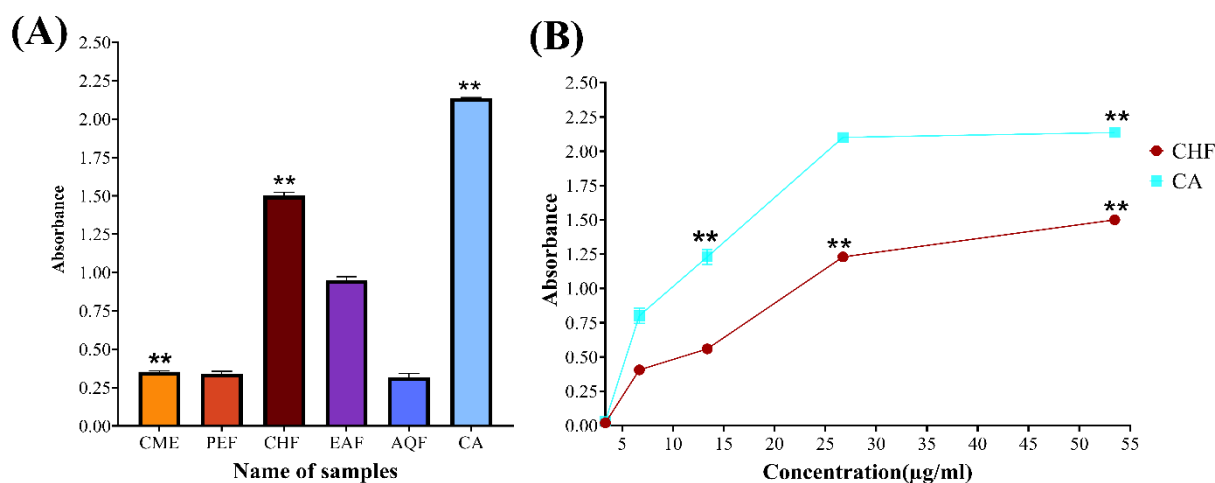 (A)
2.50
2.25
2.00
1.75
1.50
1.25
1.00
0.75
0.50
0.25
0.00
Absorbance
**
**
**
CME PEF CHF EAF AQF CA
Name of samples
(B)
2.50
2.25
2.00
1.75
1.50
1.25
1.00
0.75
0.50
0.25
0.00
Absorbance
**
**
**
**
5 10 15 20 25 30 35 40 45 50 55
Concentration(μg/ml)
CHF
CA